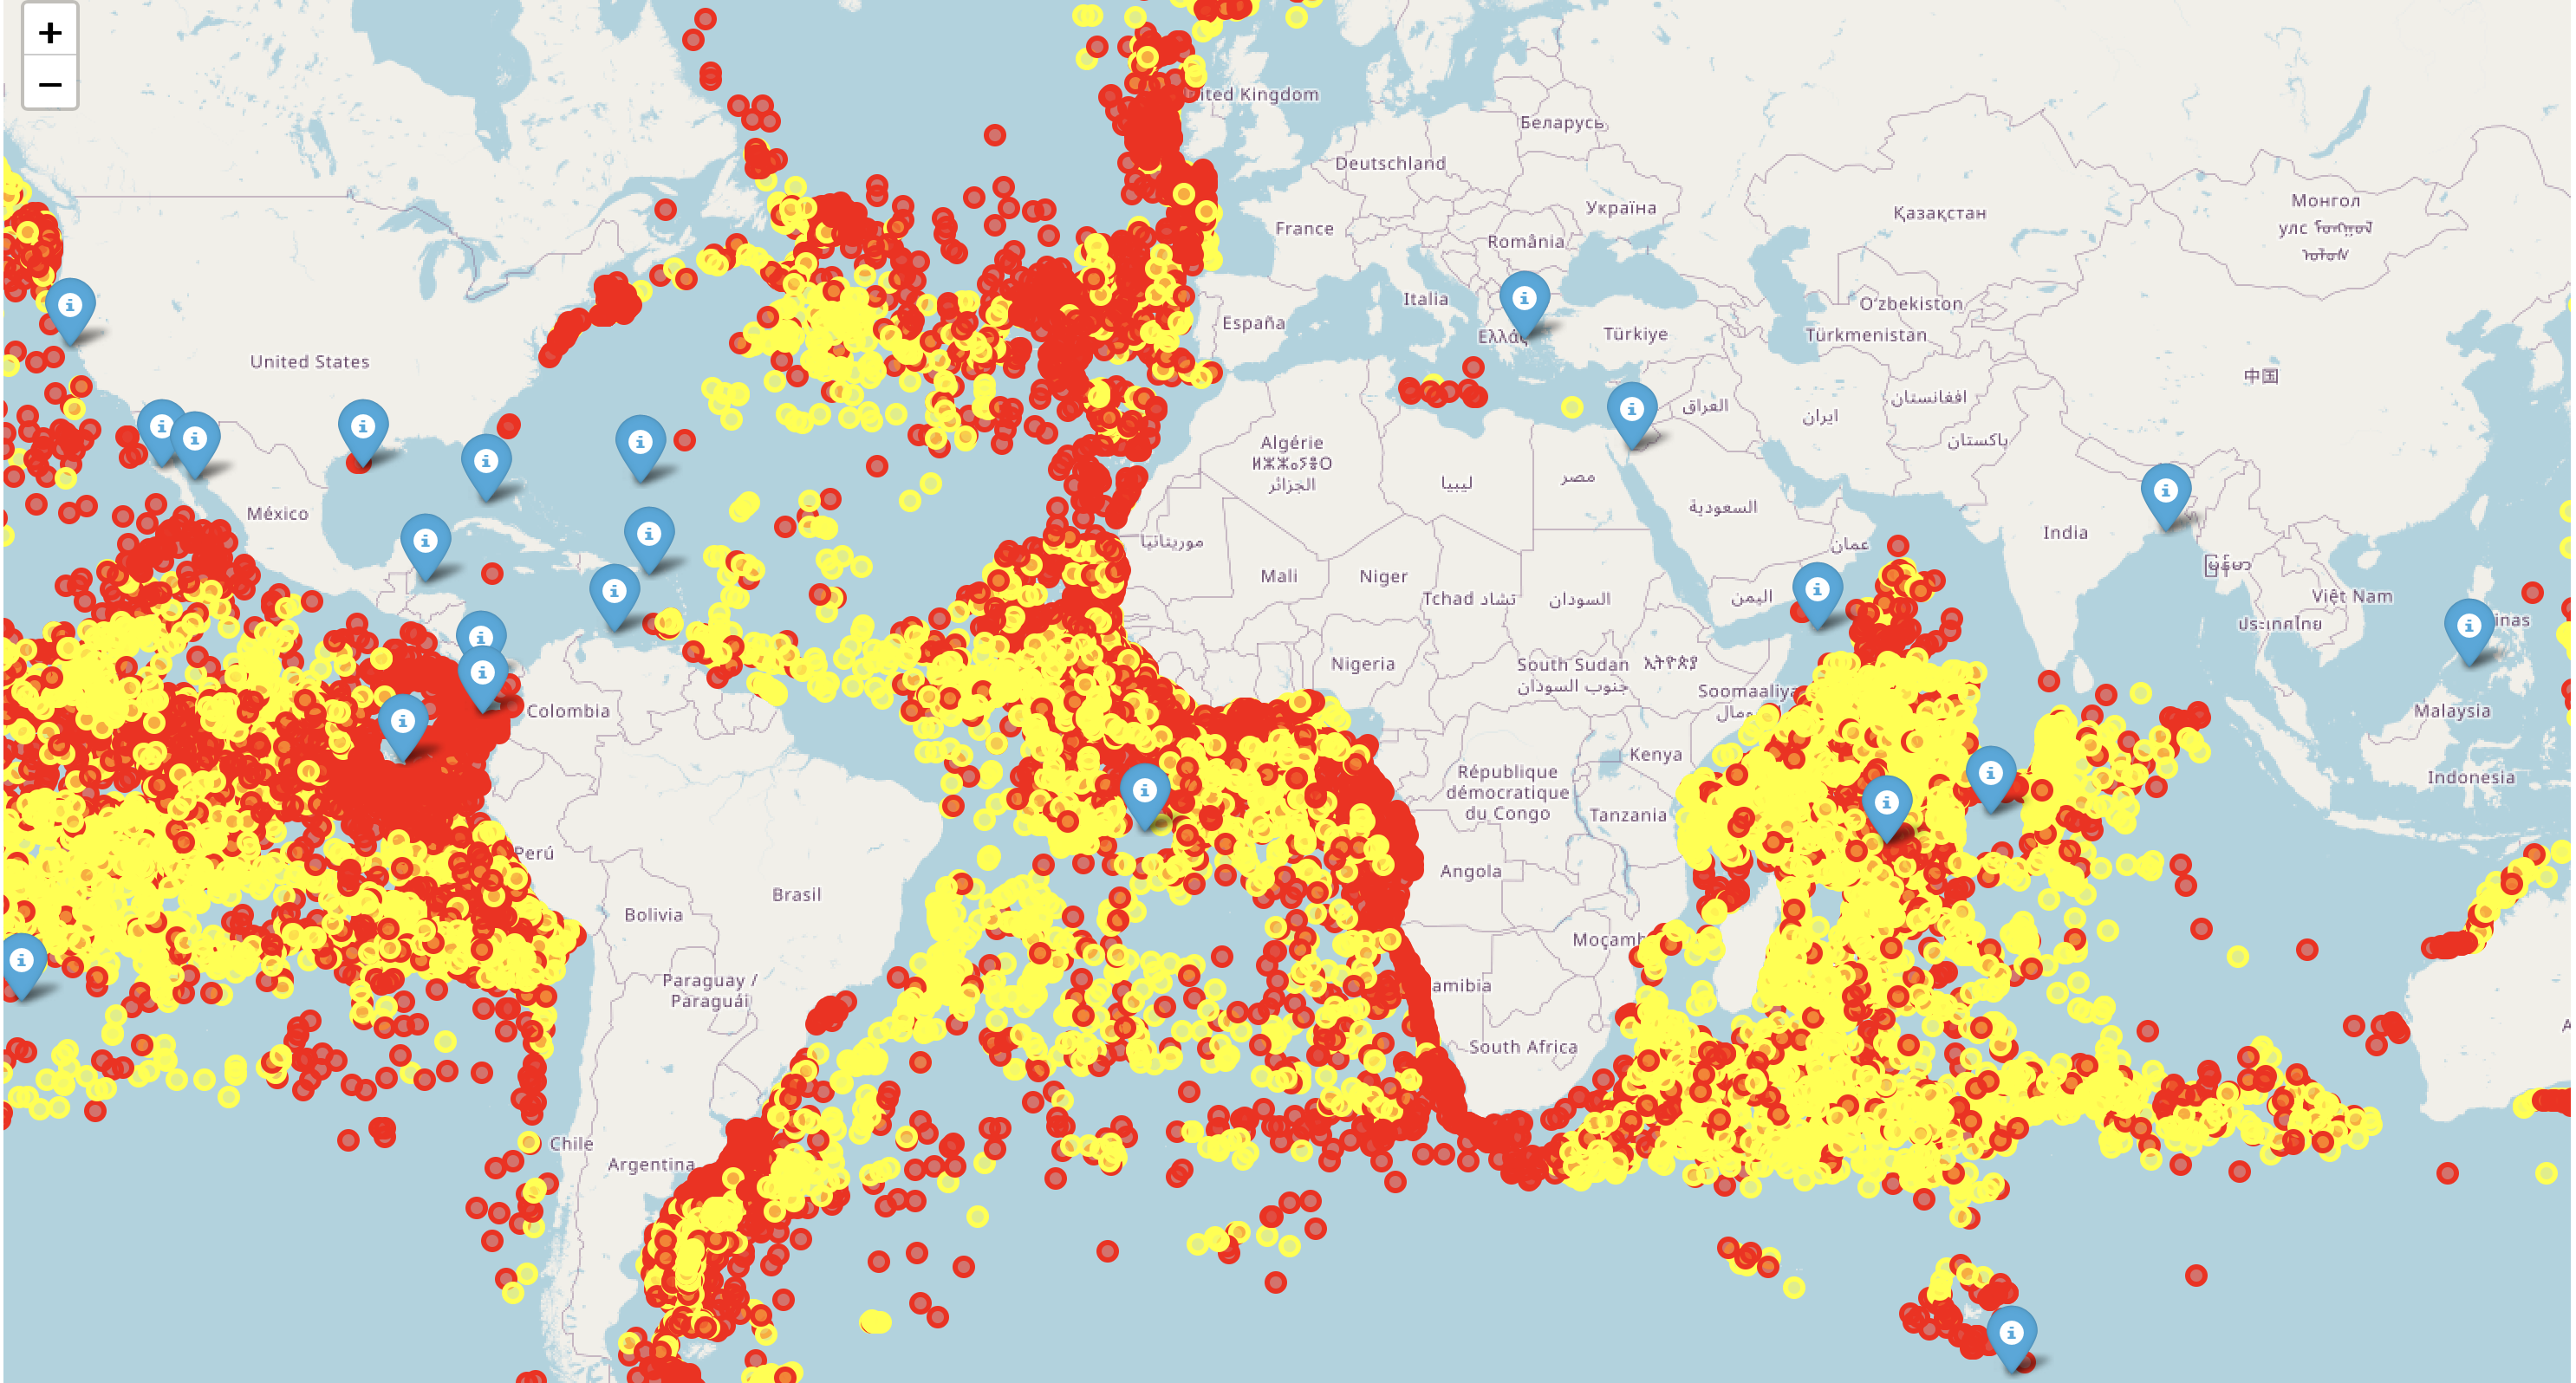 +
−
United Kingdom
Беларусь
Deutschland
Україна
France
România
Қазақстан
Монгол
улс
Italia
España
Ελλάς
Türkiye
O‘zbekiston
Türkmenistan
United States
中国
افغانستان
العراق
ایران
پاکستان
Algérie
ⵍⵣⵣⴰⵢⴻⵔ
الجزائر
ليبيا
مصر
السعودية
México
India
موريتانيا
عمان
Mali
Niger
Tchad تشاد
السودان
اليمن
မြန်မာ
Việt Nam
ประเทศไทย
inas
Nigeria
South Sudan
جنوب السودان
ኢትዮጵያ
Soomaaliya
Colombia
Malaysia
Kenya
République
démocratique
du Congo
Indonesia
Tanzania
Perú
Angola
Brasil
Bolivia
Moçamb
Paraguay /
Paraguái
amibia
South Africa
A
Chile
Argentina